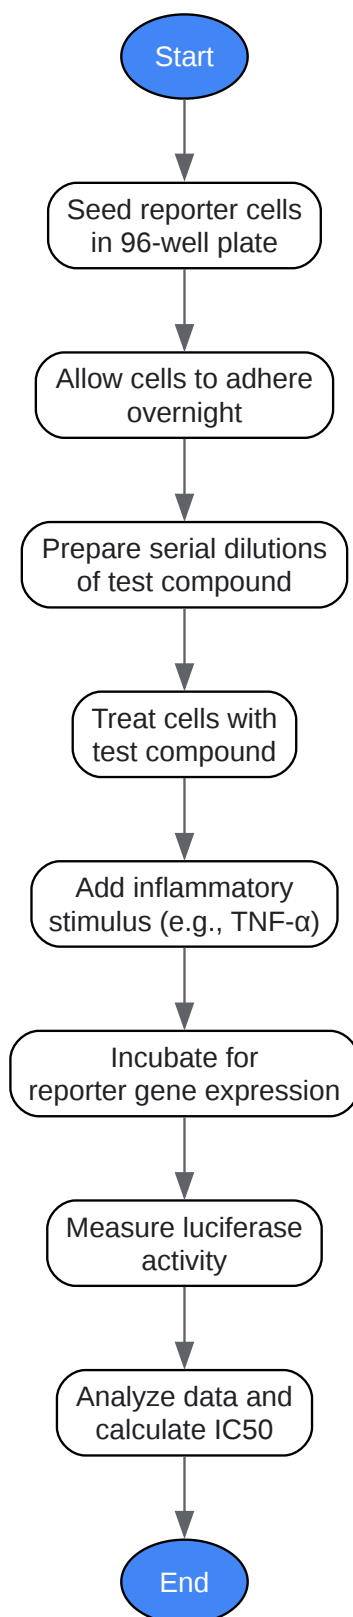 Start
Seed reporter cells
in 96-well plate
Allow cells to adhere
overnight
Prepare serial dilutions
of test compound
Treat cells with
test compound
Add inflammatory
stimulus (e.g., TNF-α)
Incubate for
reporter gene expression
Measure luciferase
activity
Analyze data and
calculate IC50
End